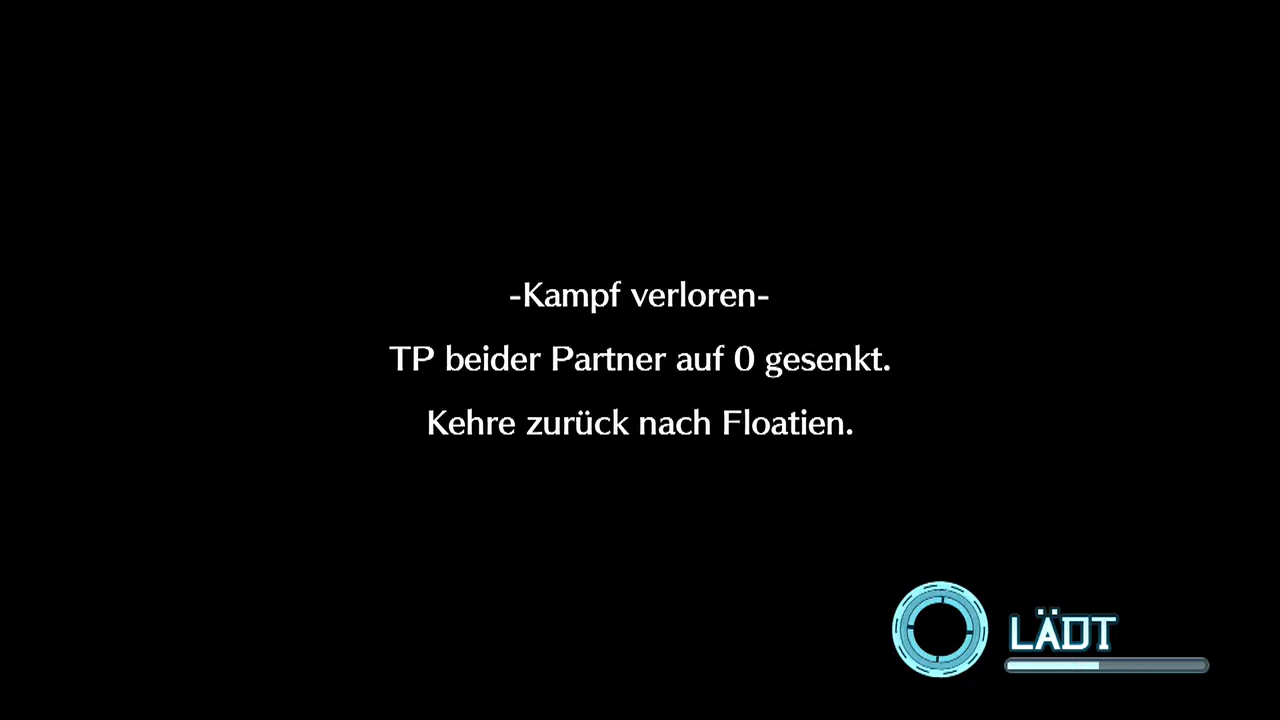 -Kampf verloren-
TP beider Partner auf 0 gesenkt.
Kehre zurück nach Floatien.
LÄDT